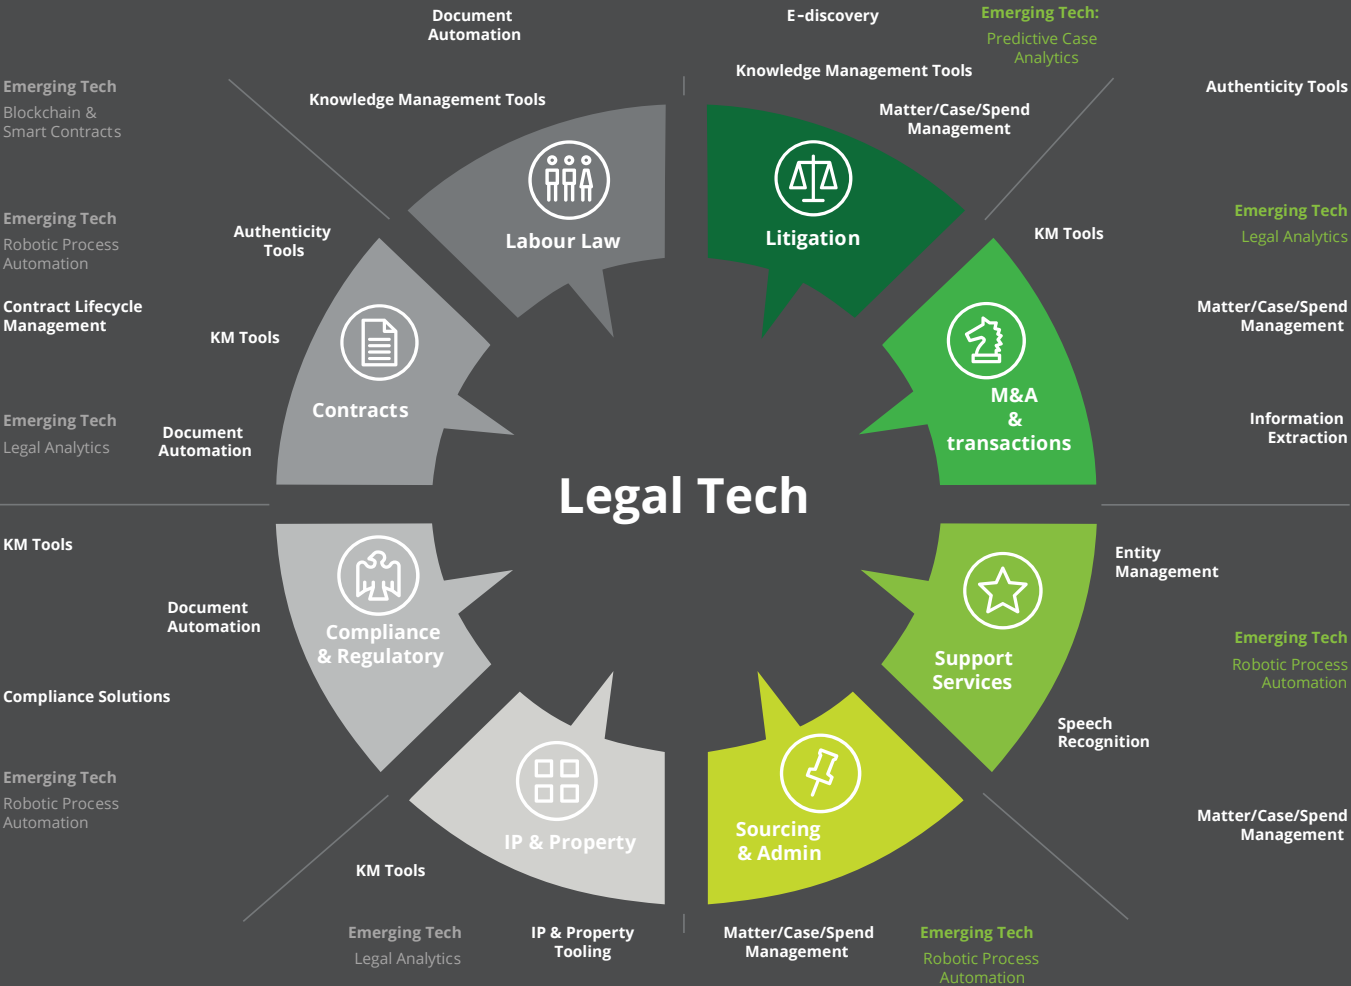 Document
Automation
Knowledge Management Tools
Labour Law
E-discovery
Emerging Tech:
Predictive Case
Analytics
Knowledge Management Tools
Matter/Case/Spend
Management
Litigation
Authenticity Tools
Emerging Tech
Legal Analytics
KM Tools
Matter/Case/Spend
Management
Information
Extraction
M&A
&
transactions
Emerging Tech
Blockchain &
Smart Contracts
Emerging Tech
Robotic Process
Automation
Authenticity
Tools
Contract Lifecycle
Management
KM Tools
Emerging Tech
Legal Analytics
Document
Automation
Contracts
Legal Tech
KM Tools
Document
Automation
Compliance Solutions
Emerging Tech
Robotic Process
Automation
Compliance
& Regulatory
Entity
Management
Emerging Tech
Robotic Process
Automation
Speech
Recognition
Matter/Case/Spend
Management
Support
Services
IP & Property
KM Tools
Emerging Tech
Legal Analytics
IP & Property
Tooling
Sourcing
& Admin
Matter/Case/Spend
Management
Emerging Tech
Robotic Process
Automation